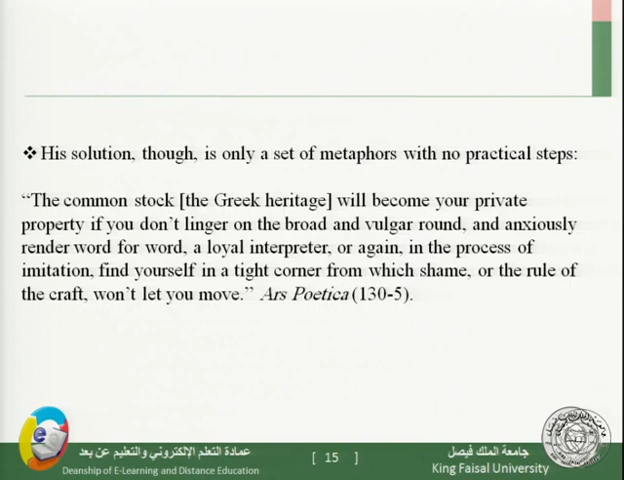 ❖ His solution, though, is only a set of metaphors with no practical steps:
“The common stock [the Greek heritage] will become your private
property if you don’t linger on the broad and vulgar round, and anxiously
render word for word, a loyal interpreter, or again, in the process of
imitation, find yourself in a tight corner from which shame, or the rule of
the craft, won’t let you move.” Ars Poetica (130-5).
عمادة التعلم الإلكتروني والتعليم عن بعد
Deanship of E-Learning and Distance Education
[ 15 ]
جامعة الملك فيصل
King Faisal University